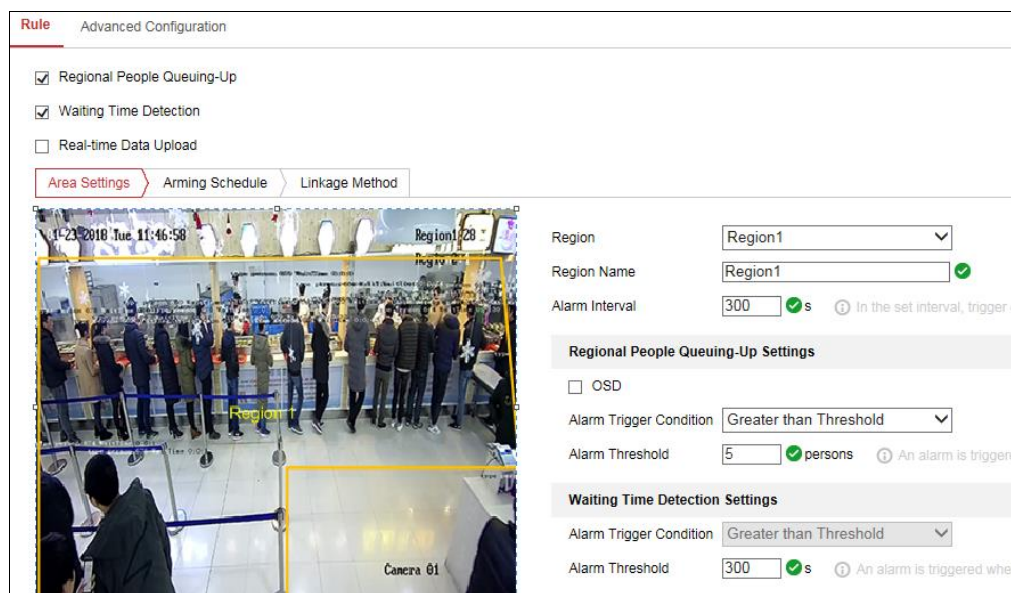 Rule Advanced Configuration
Regional People Queuing-Up
Waiting Time Detection
Real-time Data Upload
Area Settings Arming Schedule Linkage Method
1-23-2018 Tue 11:46:58 Region1 28
Region 1
Camera 01
Region Region1
Region Name Region1
Alarm Interval 300 s In the set interval, trigger
Regional People Queuing-Up Settings
OSD
Alarm Trigger Condition Greater than Threshold
Alarm Threshold 5 persons An alarm is triggere
Waiting Time Detection Settings
Alarm Trigger Condition Greater than Threshold
Alarm Threshold 300 s An alarm is triggered whe